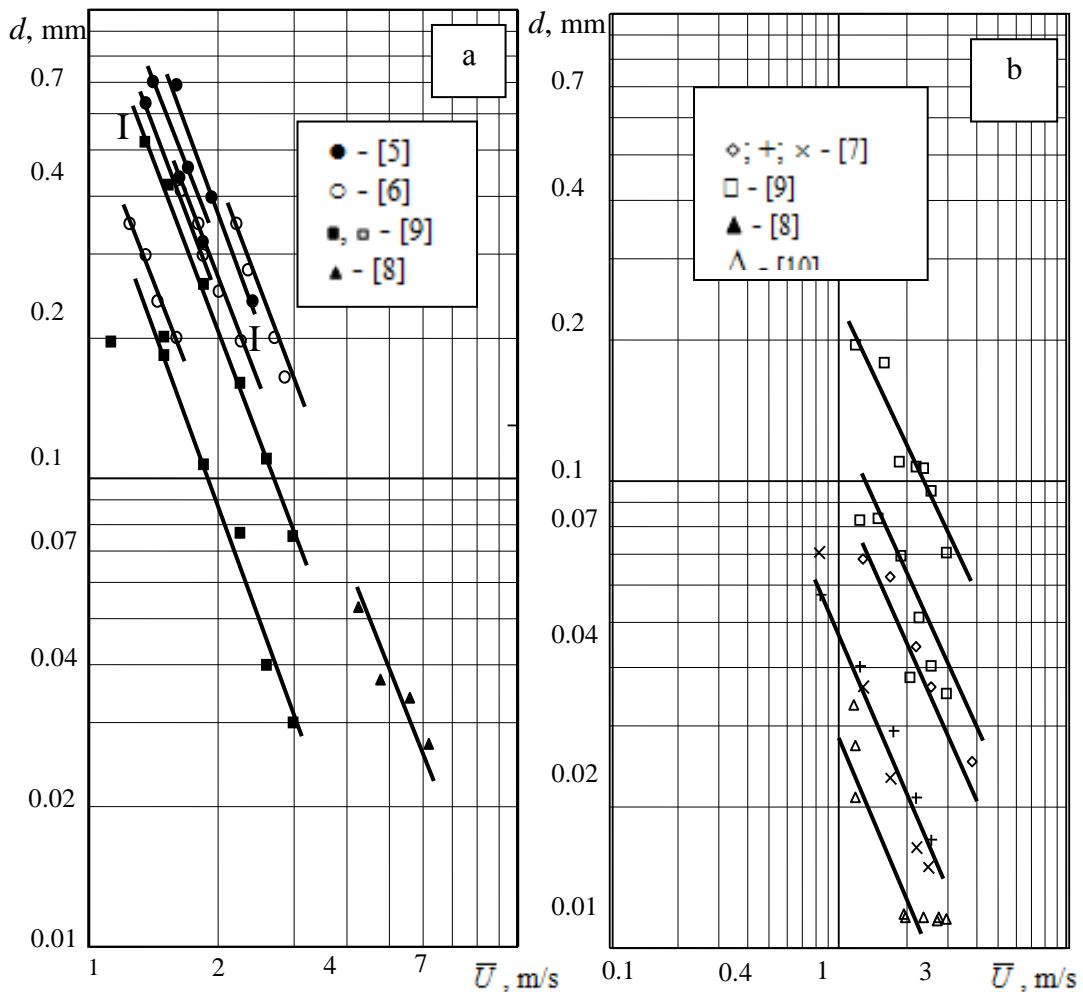 d, mm
a
0.7
I
● - [5]
0.4
○ - [6]
■, □ - [9]
▲ - [8]
0.2
I
0.1
0.07
0.04
0.02
0.01
1 2 4 7 U̅ , m/s
d, mm
b
0.7
◇; +; × - [7]
0.4
□ - [9]
▲ - [8]
Δ - [10]
0.2
0.1
0.07
0.04
0.02
0.01
0.1 0.4 1 3 U̅ , m/s